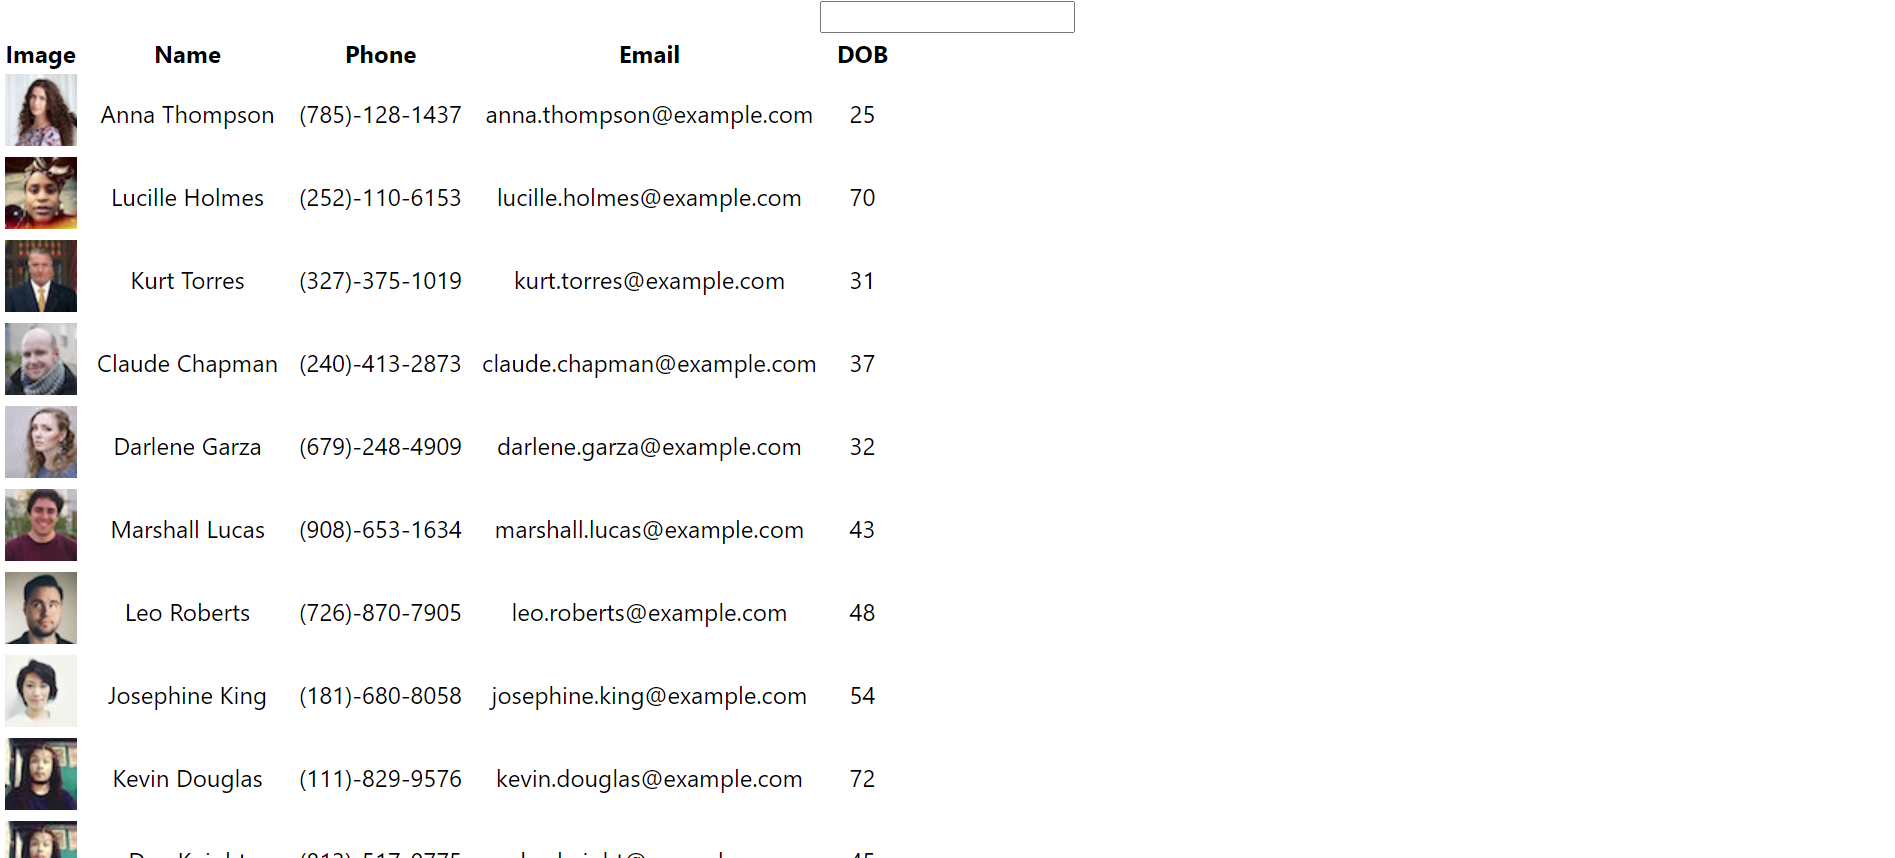 Image Name Phone Email DOB
Anna Thompson (785)-128-1437 anna.thompson@example.com 25
Lucille Holmes (252)-110-6153 lucille.holmes@example.com 70
Kurt Torres (327)-375-1019 kurt.torres@example.com 31
Claude Chapman (240)-413-2873 claude.chapman@example.com 37
Darlene Garza (679)-248-4909 darlene.garza@example.com 32
Marshall Lucas (908)-653-1634 marshall.lucas@example.com 43
Leo Roberts (726)-870-7905 leo.roberts@example.com 48
Josephine King (181)-680-8058 josephine.king@example.com 54
Kevin Douglas (111)-829-9576 kevin.douglas@example.com 72